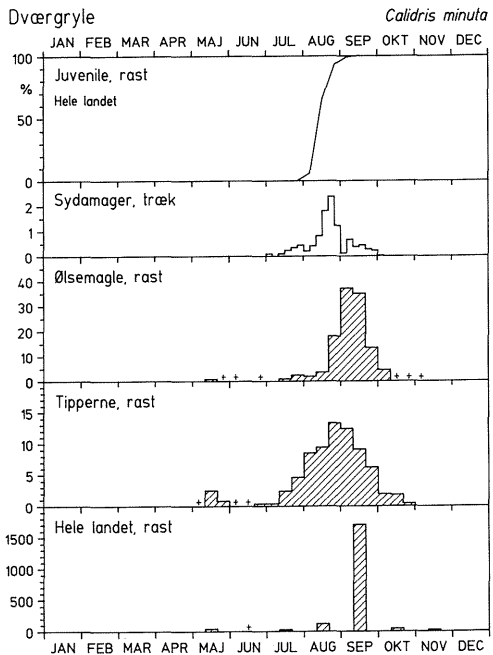 Dværgryle Calidris minuta
JAN FEB MAR APR MAJ JUN JUL AUG SEP OKT NOV DEC
100
Juvenile, rast
%
Hele landet
50
0
Sydamager, træk
2
1
0
Ølsemagle, rast
40
30
20
10
+ + + + + +
0
Tipperne, rast
15
10
5
+ + +
0
Hele landet, rast
1500
1000
500
+
0
JAN FEB MAR APR MAJ JUN JUL AUG SEP OKT NOV DEC